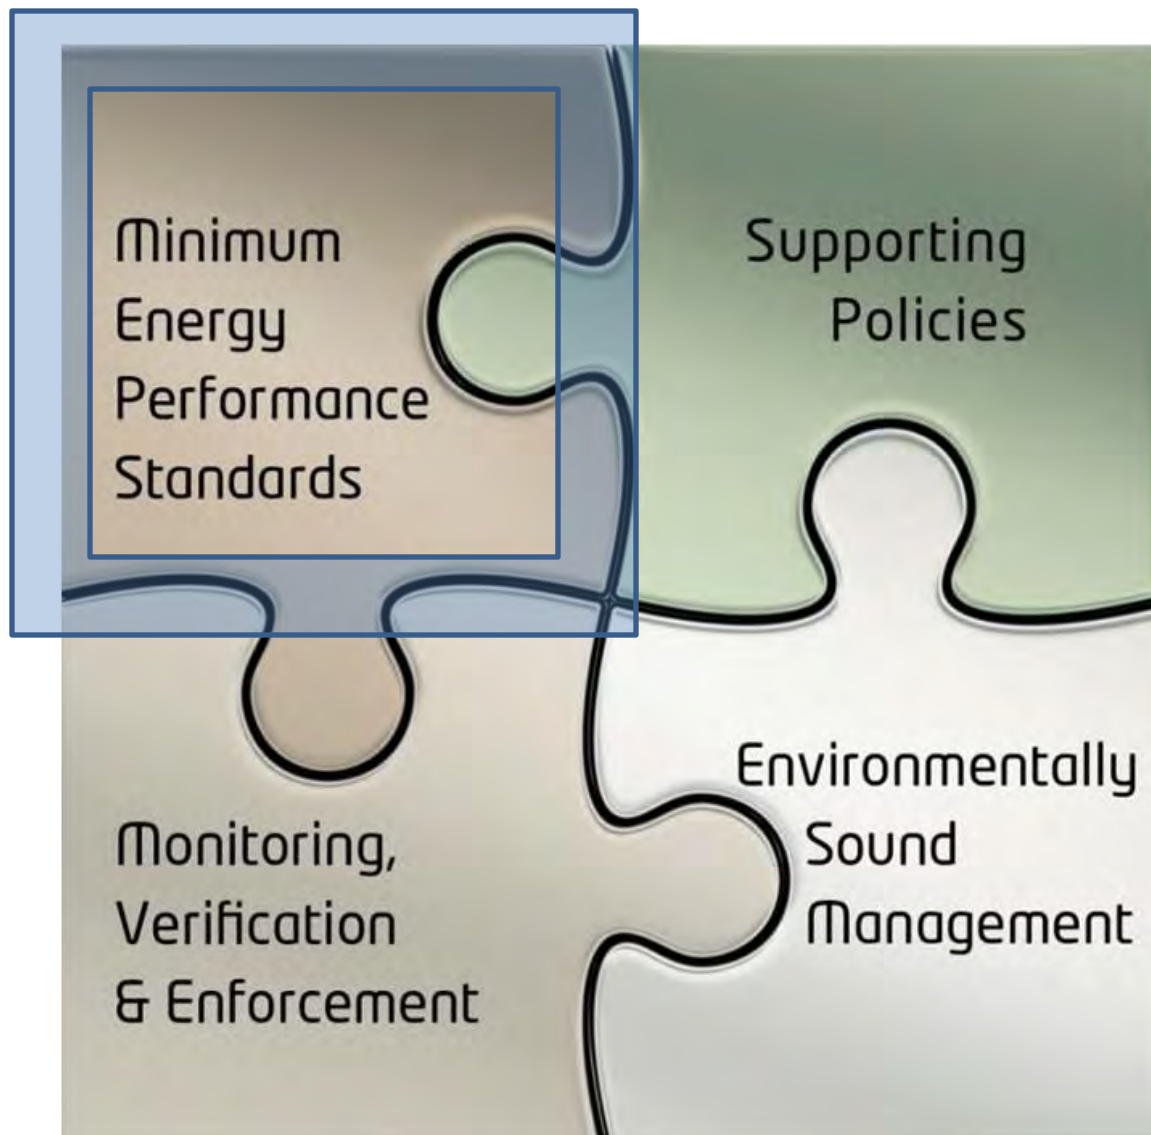 Minimum
Energy
Performance
Standards
Supporting
Policies
Monitoring,
Verification
& Enforcement
Environmentally
Sound
Management